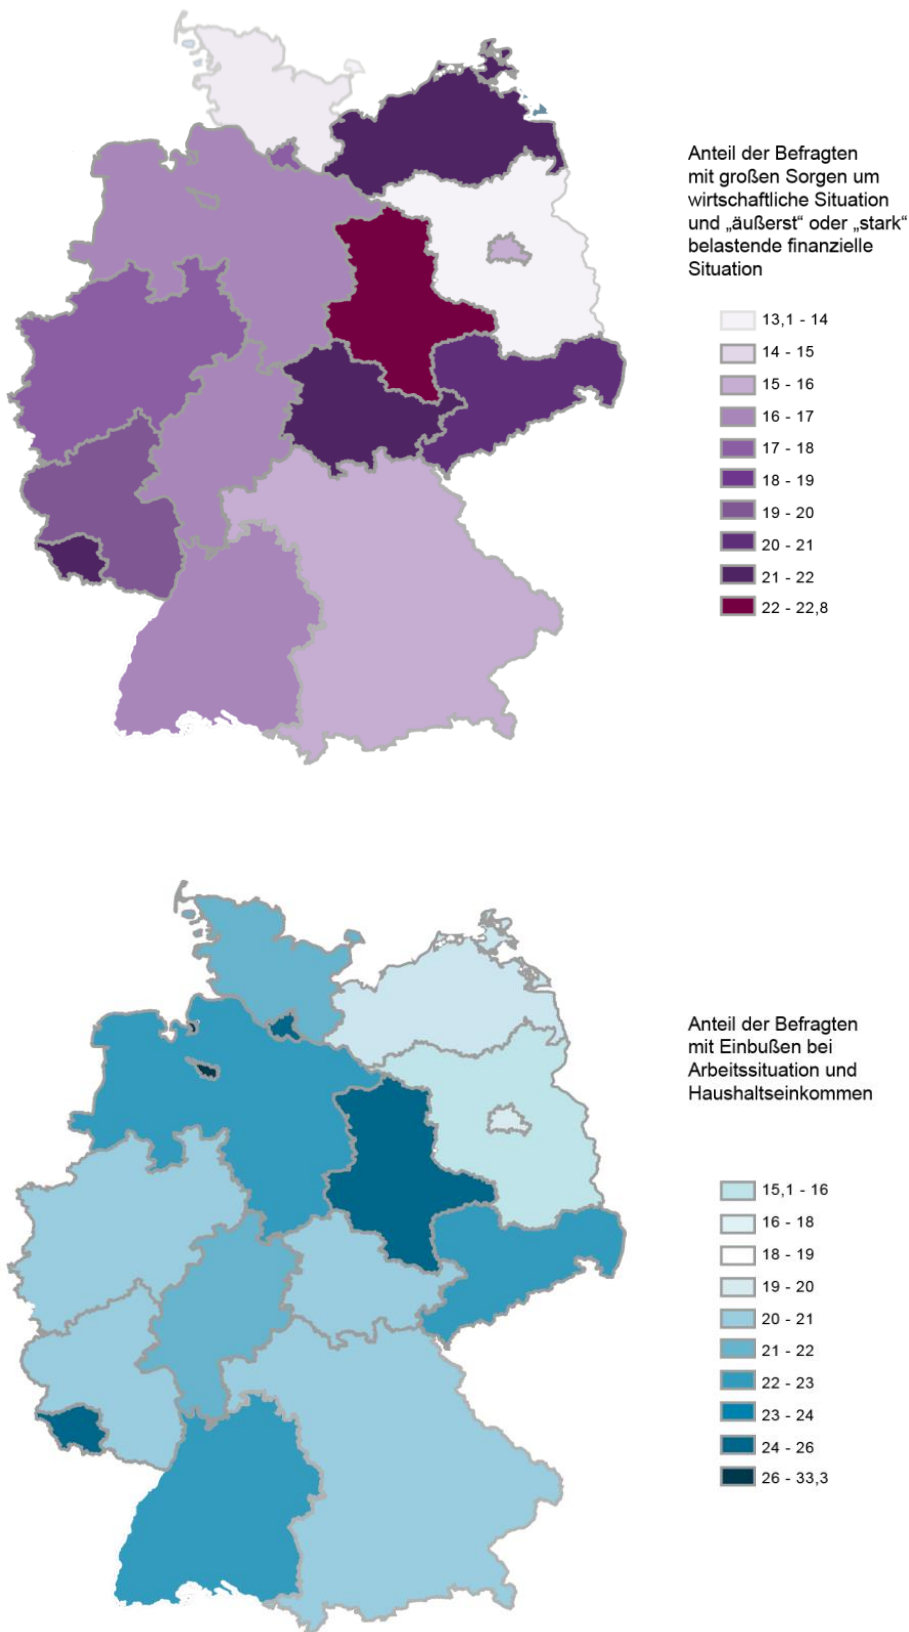 Anteil der Befragten
mit großen Sorgen um
wirtschaftliche Situation
und „äußerst“ oder „stark“
belastende finanzielle
Situation
13,1 - 14
14 - 15
15 - 16
16 - 17
17 - 18
18 - 19
19 - 20
20 - 21
21 - 22
22 - 22,8
Anteil der Befragten
mit Einbußen bei
Arbeitssituation und
Haushaltseinkommen
15,1 - 16
16 - 18
18 - 19
19 - 20
20 - 21
21 - 22
22 - 23
23 - 24
24 - 26
26 - 33,3